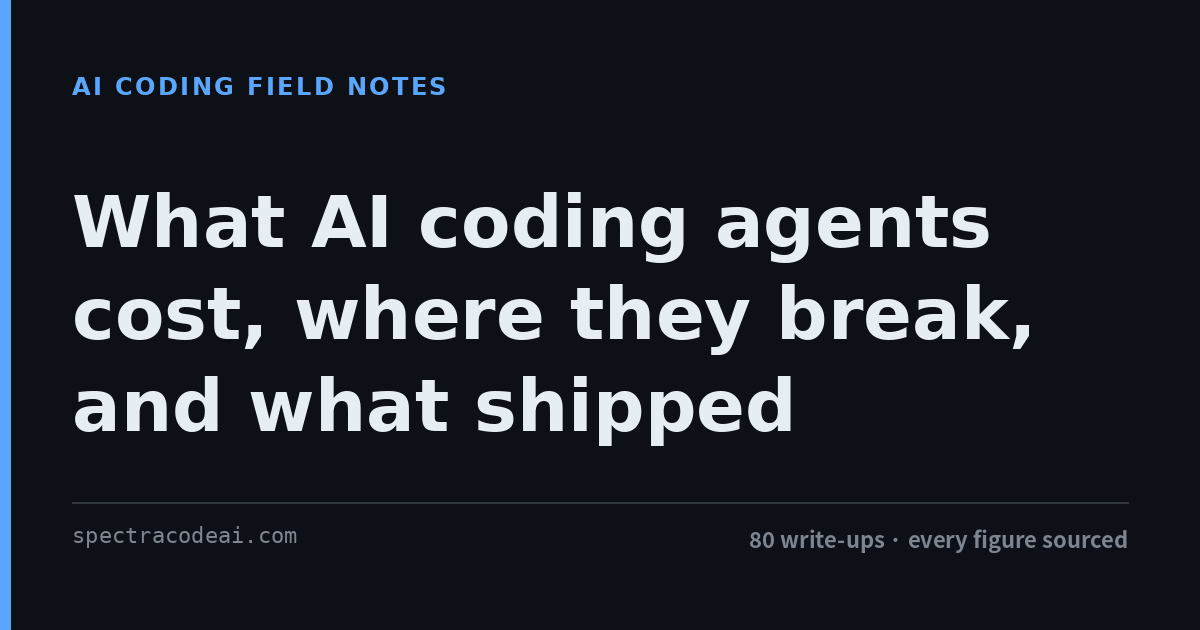 AI CODING FIELD NOTES
What AI coding agents
cost, where they break,
and what shipped
spectracodeai.com
80 write-ups · every figure sourced